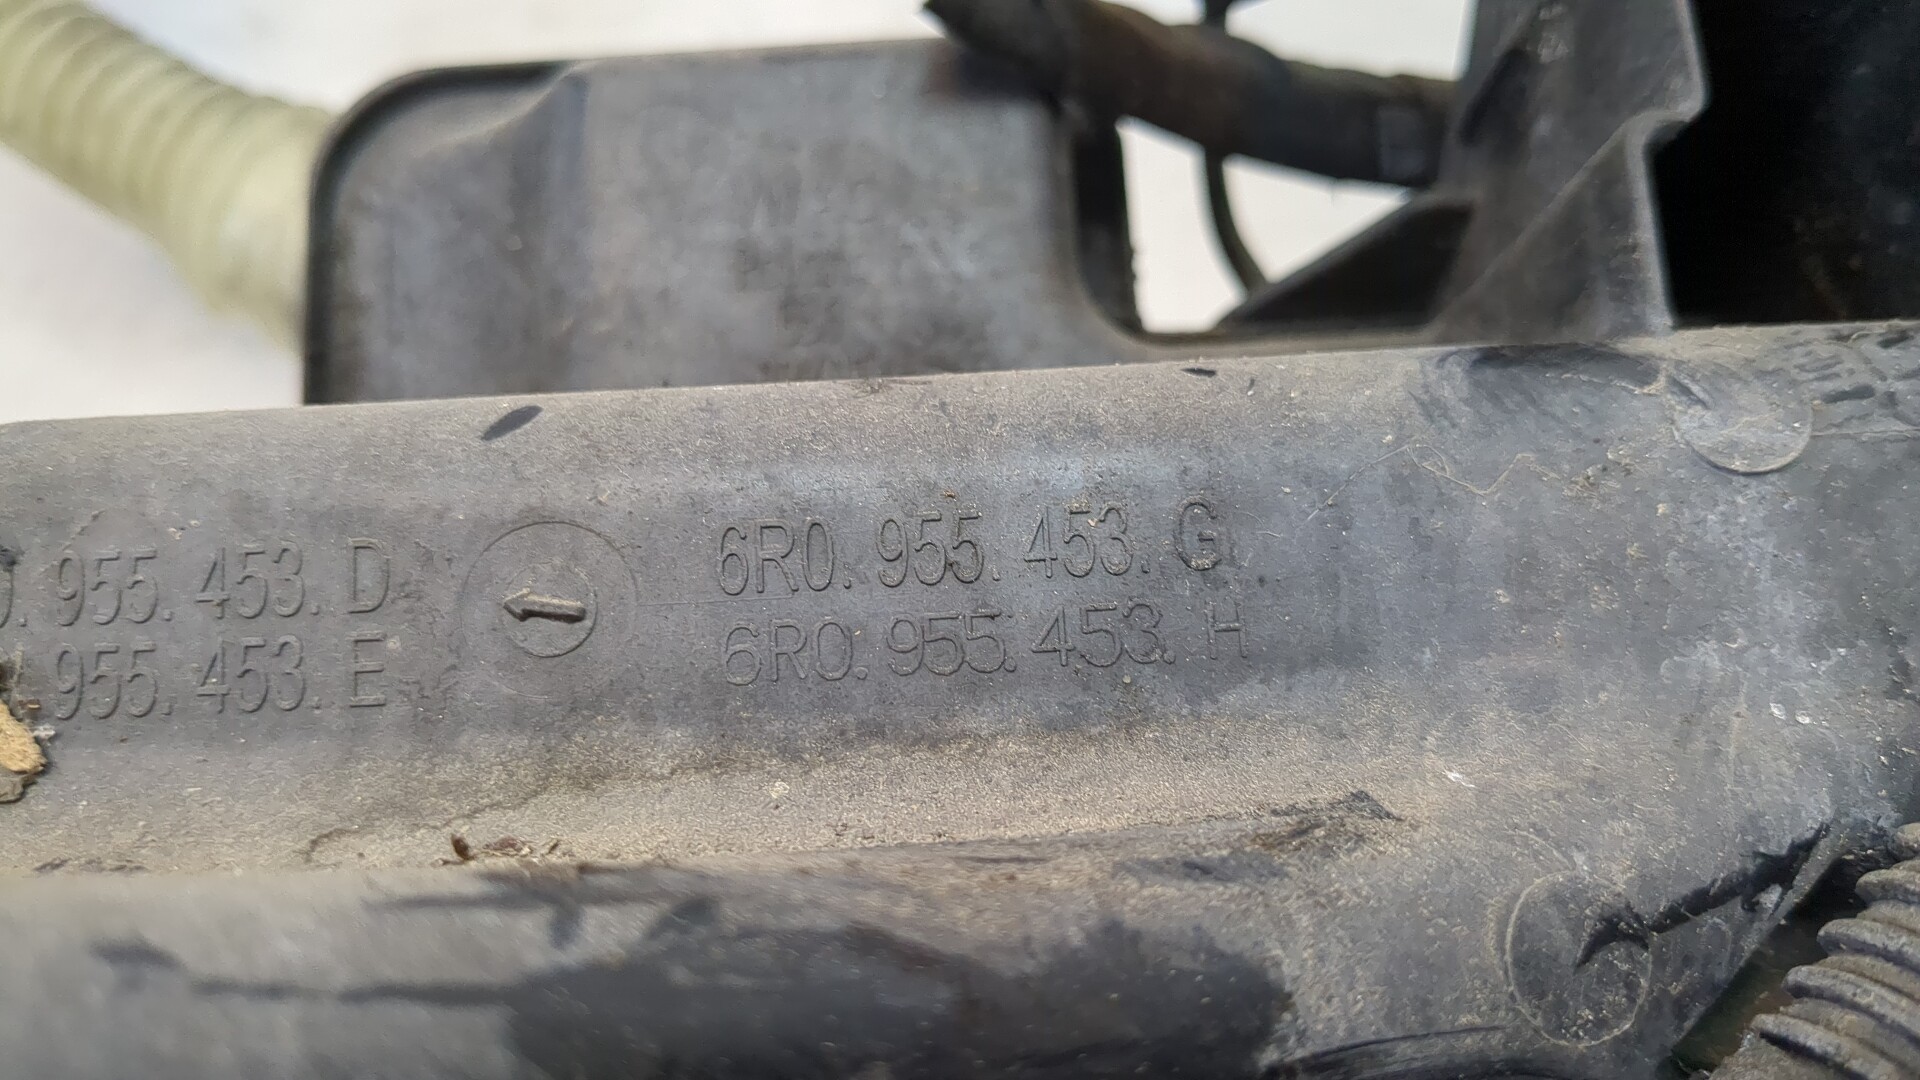 0. 955. 453. D
955. 453. E
6R0. 955. 453. G
6R0. 955. 453. H